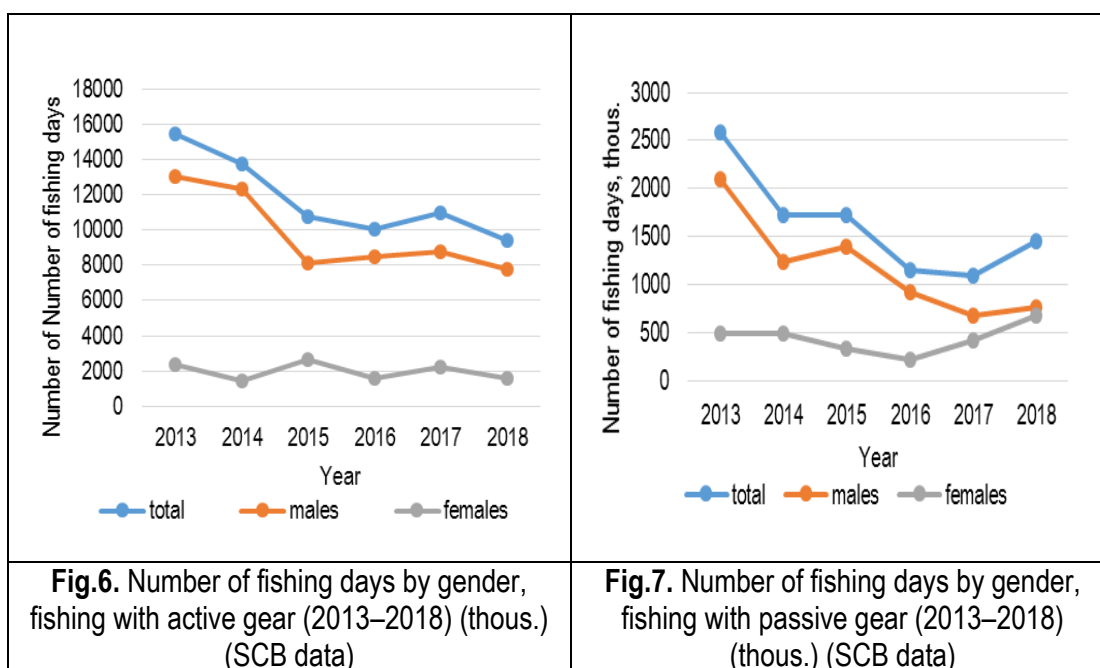 Number of Number of fishing days
18000
16000
14000
12000
10000
8000
6000
4000
2000
0
2013 2014 2015 2016 2017 2018
Year
total males females
Fig.6. Number of fishing days by gender,
fishing with active gear (2013–2018) (thous.)
(SCB data)
Number of fishing days, thous.
3000
2500
2000
1500
1000
500
0
2013 2014 2015 2016 2017 2018
Year
total males females
Fig.7. Number of fishing days by gender,
fishing with passive gear (2013–2018)
(thous.) (SCB data)